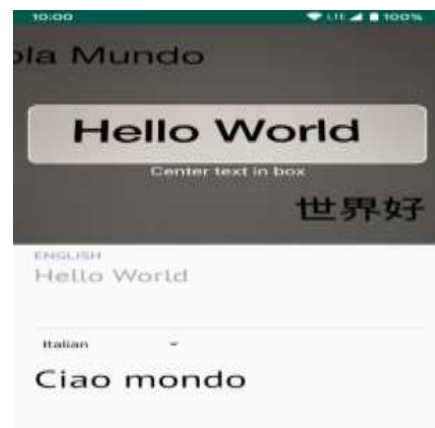 10:00 LTE 100%
ola Mundo
Hello World
Center text in box
世界好
ENGLISH
Hello World
Italian
Ciao mondo